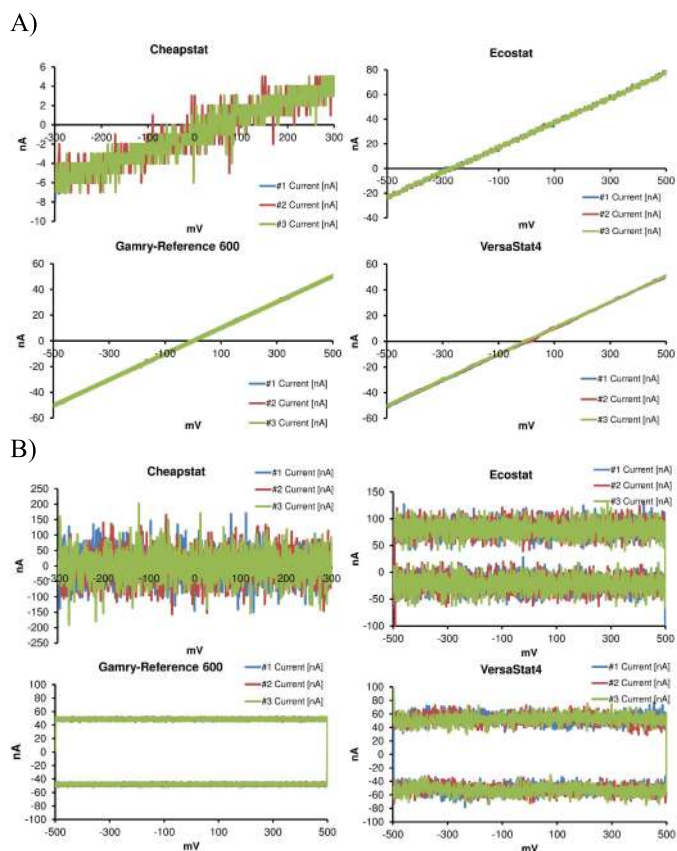 A)
Cheapstat
6
4
2
0
-2
-4
-6
-8
-10
nA
-300 -200 -100 0 100 200 300
#1 Current [nA]
#2 Current [nA]
#3 Current [nA]
mV
Ecostat
80
60
40
20
0
-20
-40
nA
-500 -300 -100 100 300 500
#1 Current [nA]
#2 Current [nA]
#3 Current [nA]
mV
Gamry-Reference 600
60
40
20
0
-20
-40
-60
nA
-500 -300 -100 100 300 500
#1 Current [nA]
#2 Current [nA]
#3 Current [nA]
mV
VersaStat4
60
40
20
0
-20
-40
-60
nA
-500 -300 -100 100 300 500
#1 Current [nA]
#2 Current [nA]
#3 Current [nA]
mV
B)
Cheapstat
#1 Current [nA]
#2 Current [nA]
#3 Current [nA]
250
200
150
100
50
0
-50
-100
-150
-200
-250
nA
-300 -200 -100 0 100 200 300
mV
Ecostat
#1 Current [nA]
#2 Current [nA]
#3 Current [nA]
150
100
50
0
-50
-100
nA
-500 -300 -100 100 300 500
mV
Gamry-Reference 600
#1 Current [nA]
#2 Current [nA]
#3 Current [nA]
100
80
60
40
20
0
-20
-40
-60
-80
-100
nA
-500 -300 -100 100 300 500
mV
VersaStat4
#1 Current [nA]
#2 Current [nA]
#3 Current [nA]
100
80
60
40
20
0
-20
-40
-60
-80
-100
nA
-500 -300 -100 100 300 500
mV